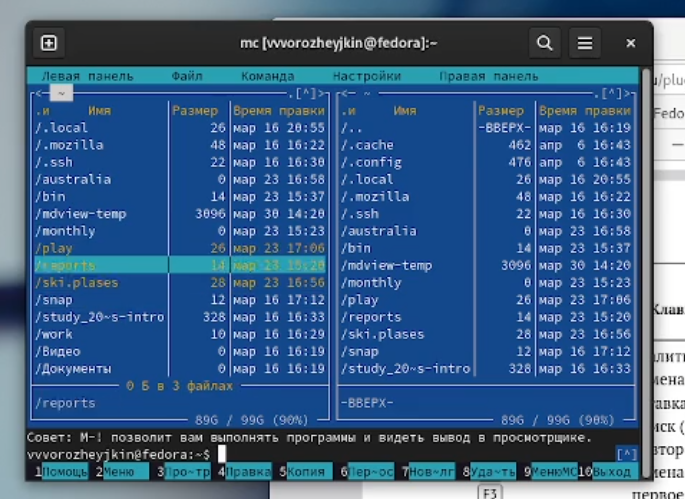 mc [vvvorozheyjkin@fedora]:~
Левая панель Файл Команда Настройки Правая панель
<- ~ .[^]> <- ~ .[^]>
.и Имя Размер Время правки .и Имя Размер Время правки
/.local 26 мар 16 20:55 /.. -ВВЕРХ- мар 16 16:19
/.mozilla 48 мар 16 16:22 /.cache 462 апр 6 16:43
/.ssh 22 мар 16 16:30 /.config 476 апр 6 16:43
/australia 0 мар 23 16:58 /.local 26 мар 16 20:55
/bin 14 мар 23 15:37 /.mozilla 48 мар 16 16:22
/mdview-temp 3096 мар 30 14:20 /.ssh 22 мар 16 16:30
/monthly 0 мар 23 15:23 /australia 0 мар 23 16:58
/play 26 мар 23 17:06 /bin 14 мар 23 15:37
/reports 14 мар 23 15:20 /mdview-temp 3096 мар 30 14:20
/ski.plases 28 мар 23 16:56 /monthly 0 мар 23 15:23
/snap 12 мар 16 17:12 /play 26 мар 23 17:06
/study_20~s-intro 328 мар 16 16:33 /reports 14 мар 23 15:20
/work 10 мар 16 16:29 /ski.plases 28 мар 23 16:56
/Видео 0 мар 16 16:19 /snap 12 мар 16 17:12
/Документы 0 мар 16 16:19 /study_20~s-intro 328 мар 16 16:33
0 Б в 3 файлах
/reports -ВВЕРХ-
89G / 99G (90%) 89G / 99G (90%)
Совет: M-! позволит вам выполнять программы и видеть вывод в просмотрщике.
vvvorozheyjkin@fedora:~$ [^]
1Помощь 2Меню 3Про~тр 4Правка 5Копия 6Пер~ос 7Нов~лг 8Уда~ть 9МенюMC 10Выход
F3 первое